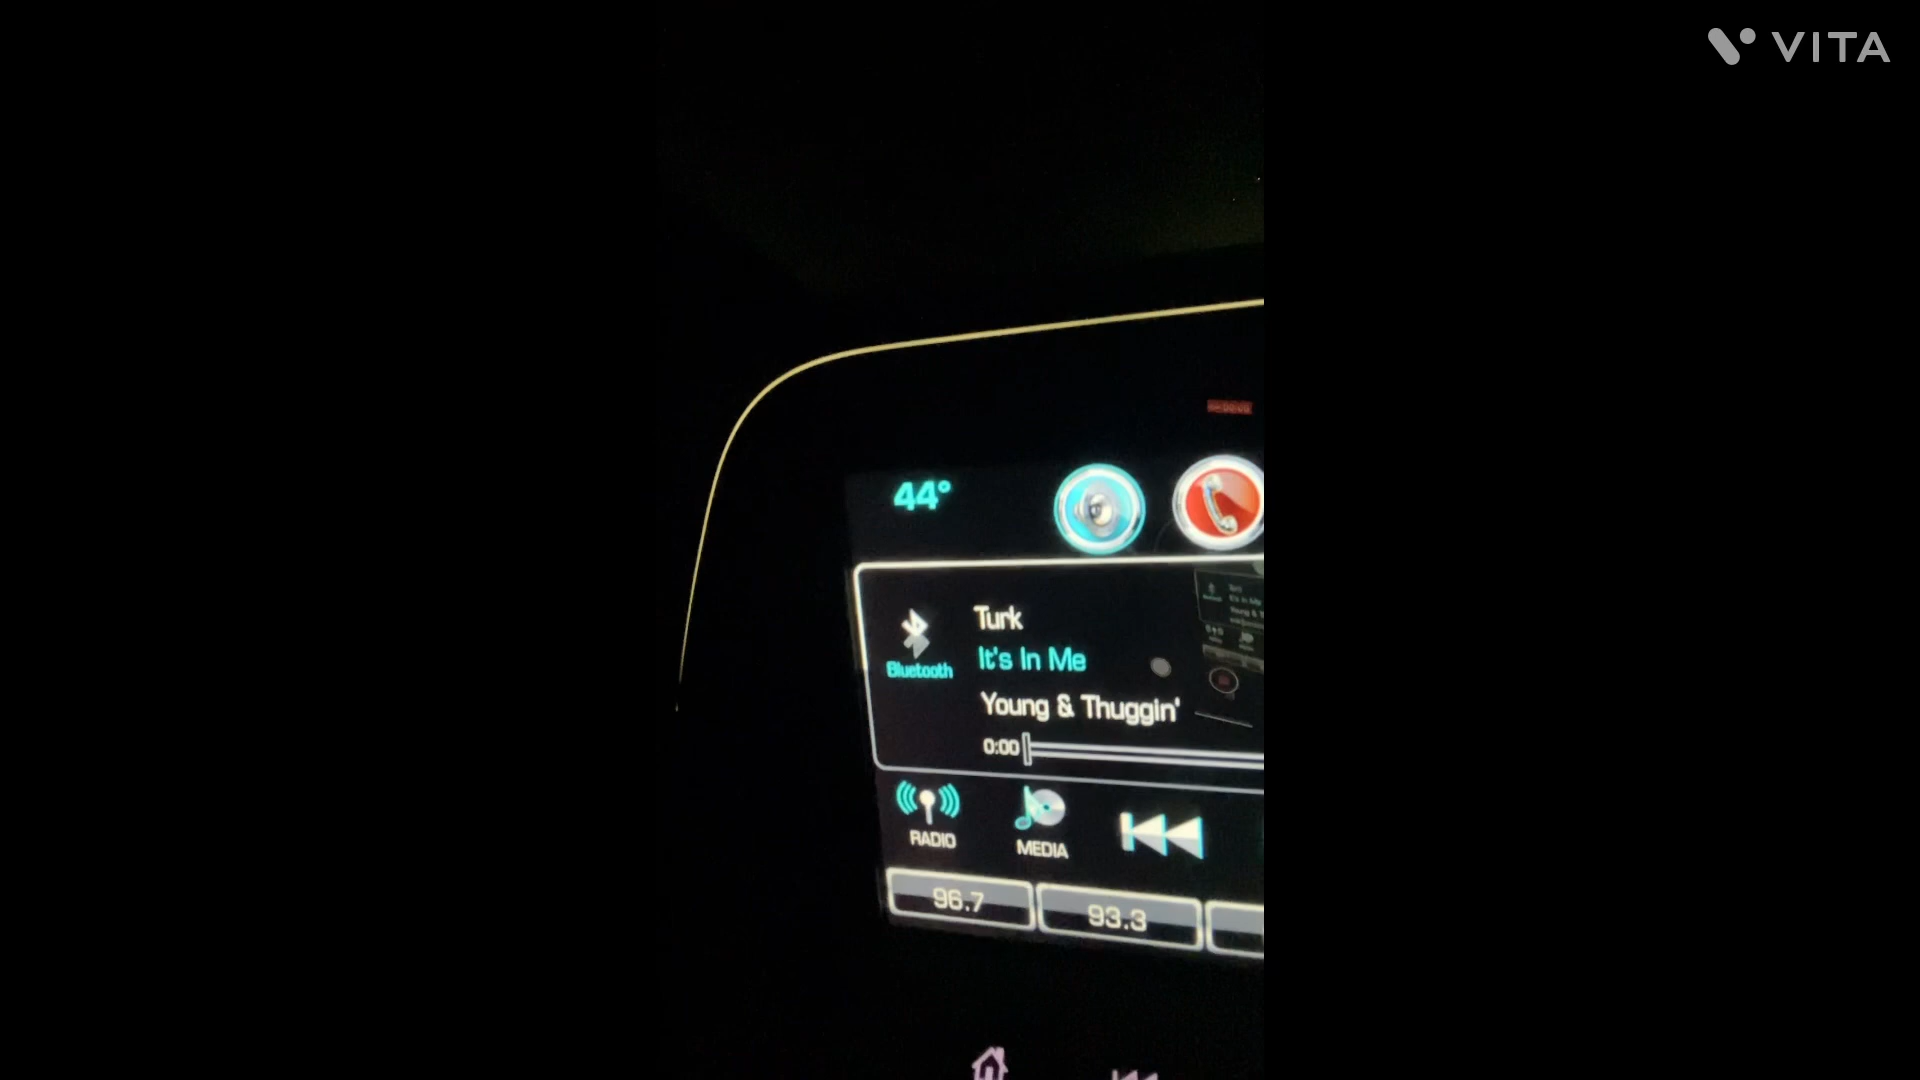 VITA
44°
Turk
It's In Me
Bluetooth
Young & Thuggin'
0:00
RADIO
MEDIA
96.7
93.3